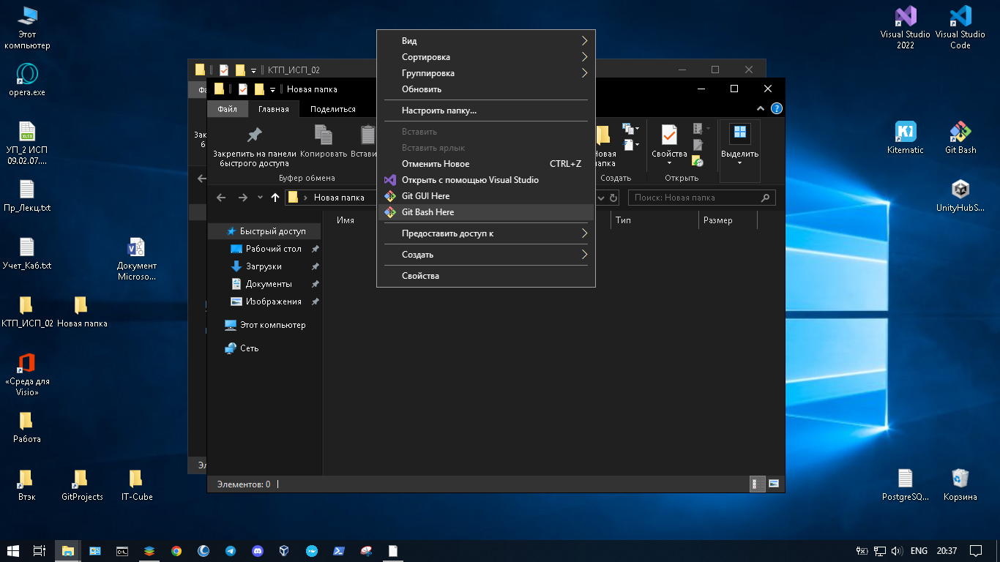 Этот
компьютер
opera.exe
УП_2 ИСП
09.02.07....
Пр_Лекц.txt
Учет_Каб.txt
Документ
Microso...
КТП_ИСП_02
Новая папка
«Среда для
Visio»
Работа
Втэк
GitProjects
IT-Cube
Visual Studio
2022
Visual Studio
Code
Kitematic
Git Bash
UnityHubS...
PostgreSQ...
Корзина
КТП_ИСП_02
Новая папка
Файл
Главная
Поделиться
Закрепить на панели
быстрого доступа
Копировать
Буфер обмена
Создать
Свойства
Открыть
Выделить
Новая папка
Поиск: Новая папка
Имя
Тип
Размер
Быстрый доступ
Рабочий стол
Загрузки
Документы
Изображения
Этот компьютер
Сеть
Элементов: 0
Вид
Сортировка
Группировка
Обновить
Настроить папку...
Вставить
Вставить ярлык
Отменить Новое CTRL+Z
Открыть с помощью Visual Studio
Git GUI Here
Git Bash Here
Предоставить доступ к
Создать
Свойства
ENG
20:37